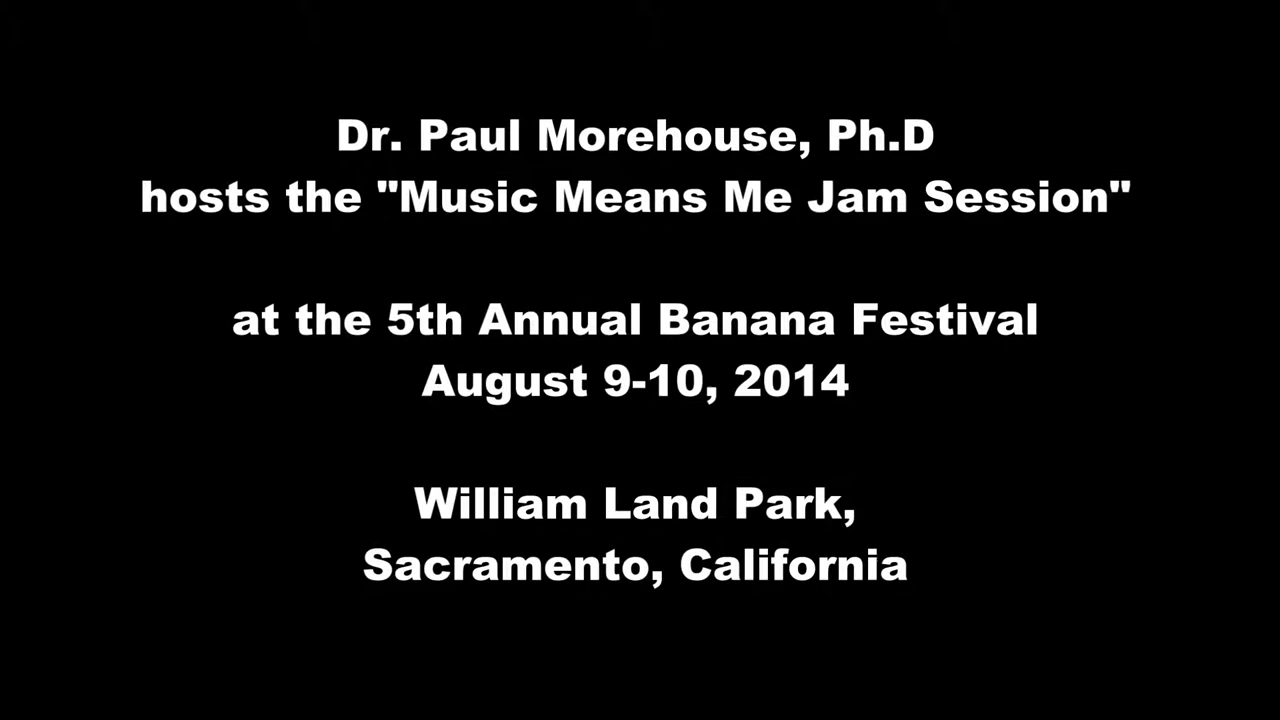 Dr. Paul Morehouse, Ph.D
hosts the "Music Means Me Jam Session"
at the 5th Annual Banana Festival
August 9-10, 2014
William Land Park,
Sacramento, California